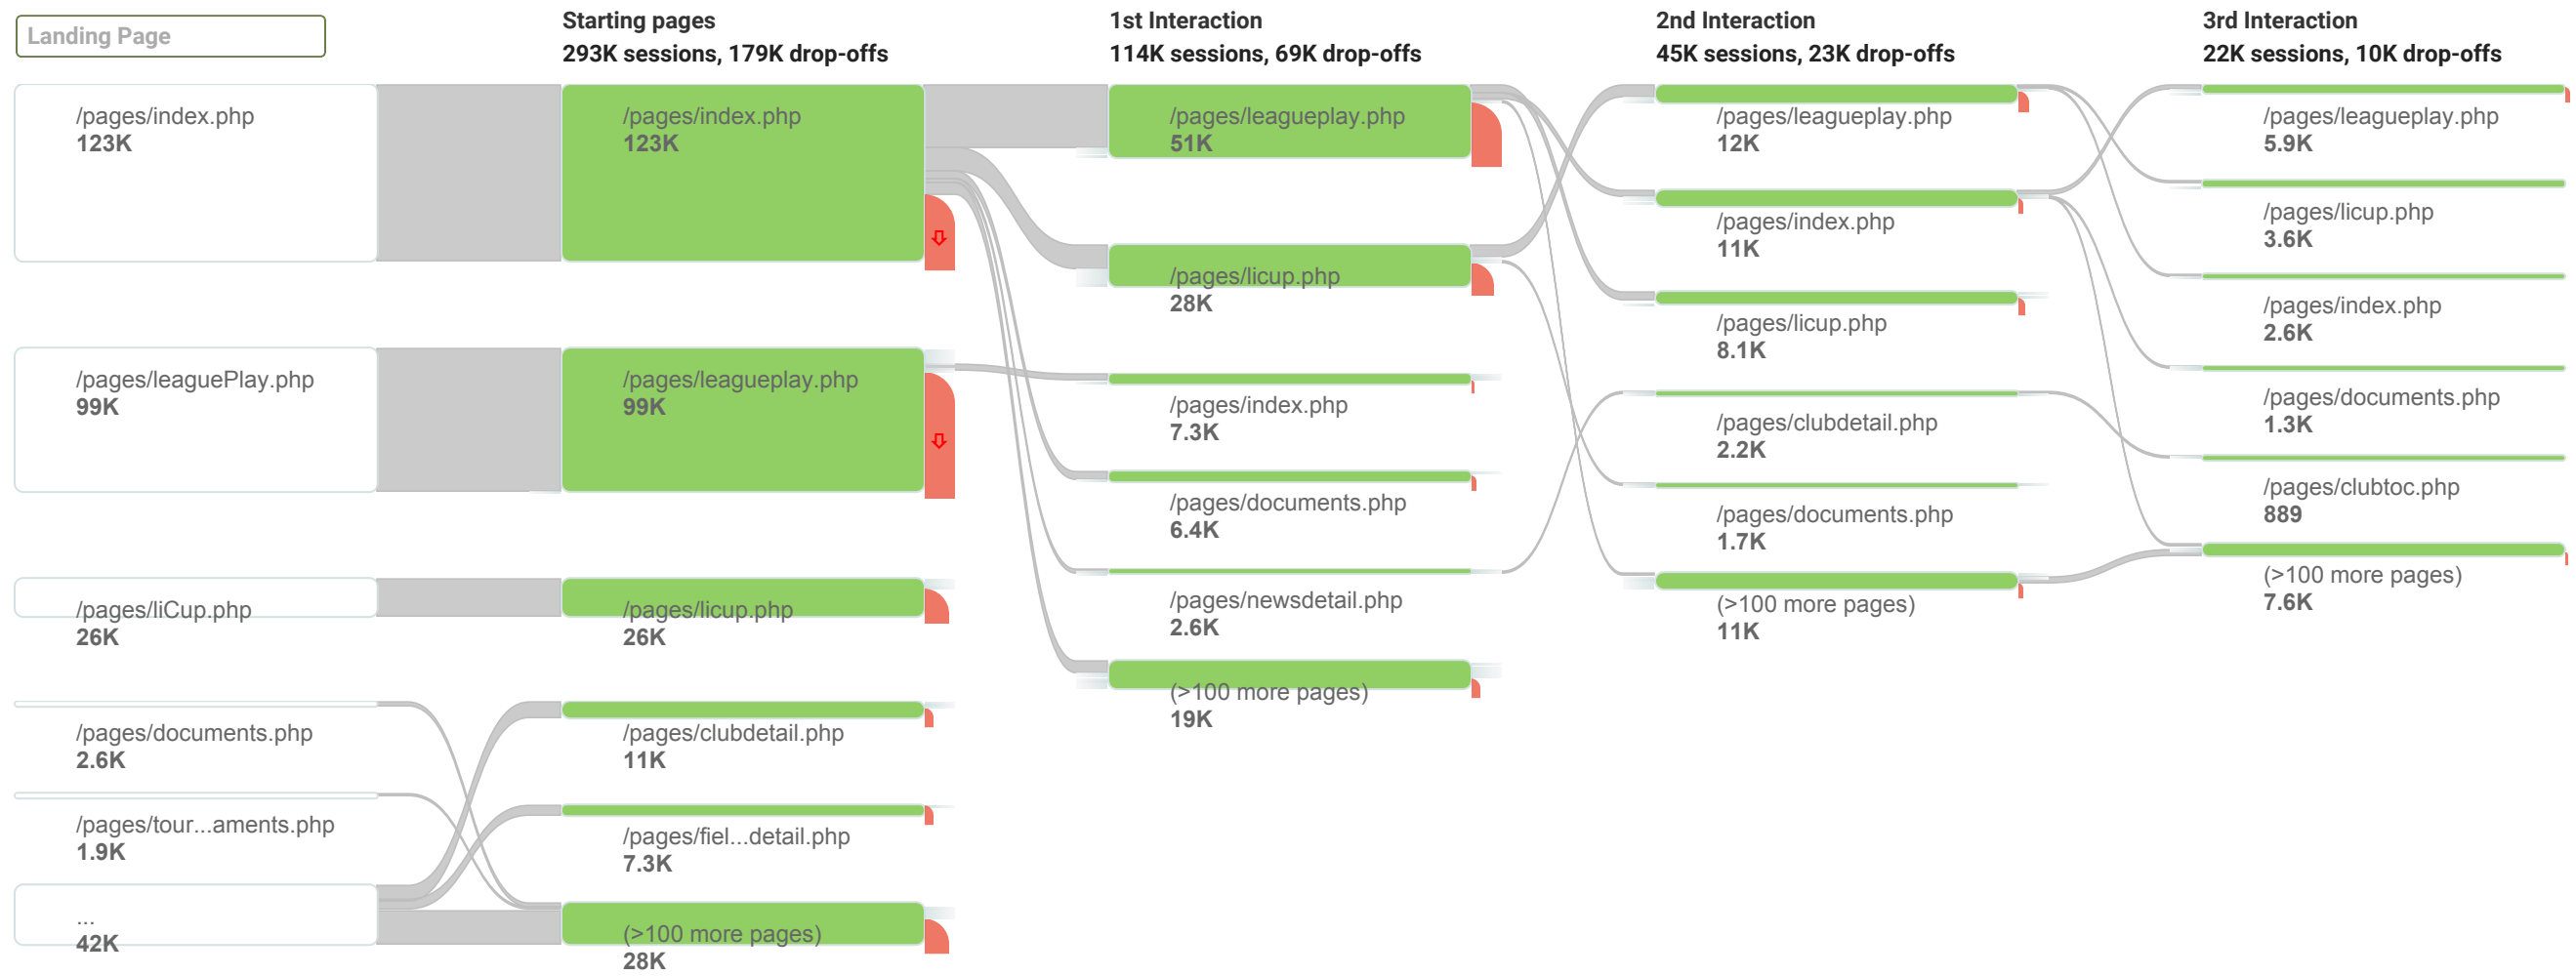 Landing Page
Starting pages
293K sessions, 179K drop-offs
1st Interaction
114K sessions, 69K drop-offs
2nd Interaction
45K sessions, 23K drop-offs
3rd Interaction
22K sessions, 10K drop-offs
/pages/index.php
123K
/pages/leaguePlay.php
99K
/pages/liCup.php
26K
/pages/documents.php
2.6K
/pages/tour...aments.php
1.9K
...
42K
/pages/index.php
123K
/pages/leagueplay.php
99K
/pages/licup.php
26K
/pages/clubdetail.php
11K
/pages/fiel...detail.php
7.3K
(>100 more pages)
28K
/pages/leagueplay.php
51K
/pages/licup.php
28K
/pages/index.php
7.3K
/pages/documents.php
6.4K
/pages/newsdetail.php
2.6K
(>100 more pages)
19K
/pages/leagueplay.php
12K
/pages/index.php
11K
/pages/licup.php
8.1K
/pages/clubdetail.php
2.2K
/pages/documents.php
1.7K
(>100 more pages)
11K
/pages/leagueplay.php
5.9K
/pages/licup.php
3.6K
/pages/index.php
2.6K
/pages/documents.php
1.3K
/pages/clubtoc.php
889
(>100 more pages)
7.6K